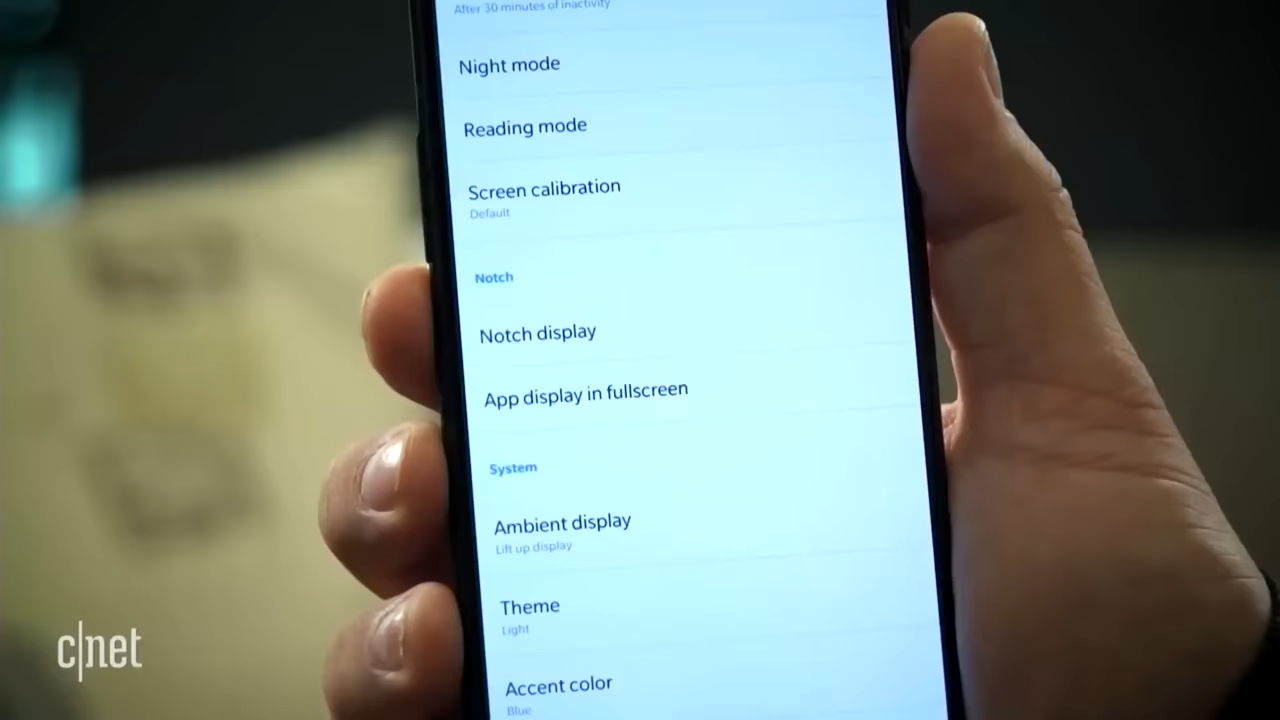 After 30 minutes of inactivity
Night mode
Reading mode
Screen calibration
Default
Notch
Notch display
App display in fullscreen
System
Ambient display
Lift up display
Theme
Light
Accent color
Blue
c|net